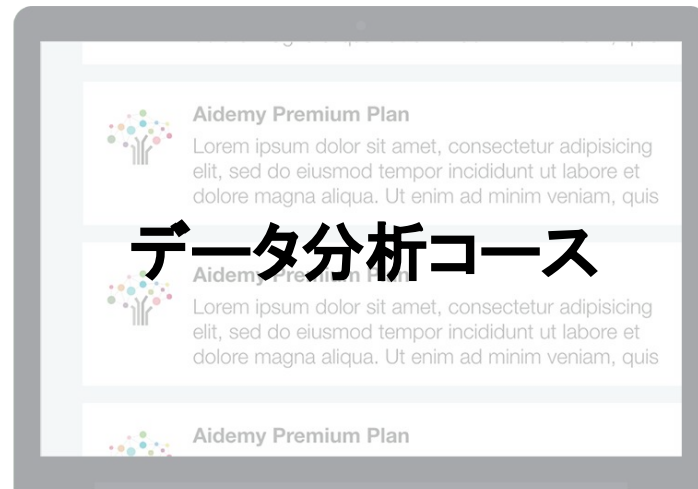 Aidemy Premium Plan
Lorem ipsum dolor sit amet, consectetur adipisicing
elit, sed do eiusmod tempor incididunt ut labore et
dolore magna aliqua. Ut enim ad minim veniam, quis
データ分析コース
Aidemy Premium Plan
Lorem ipsum dolor sit amet, consectetur adipisicing
elit, sed do eiusmod tempor incididunt ut labore et
dolore magna aliqua. Ut enim ad minim veniam, quis
Aidemy Premium Plan